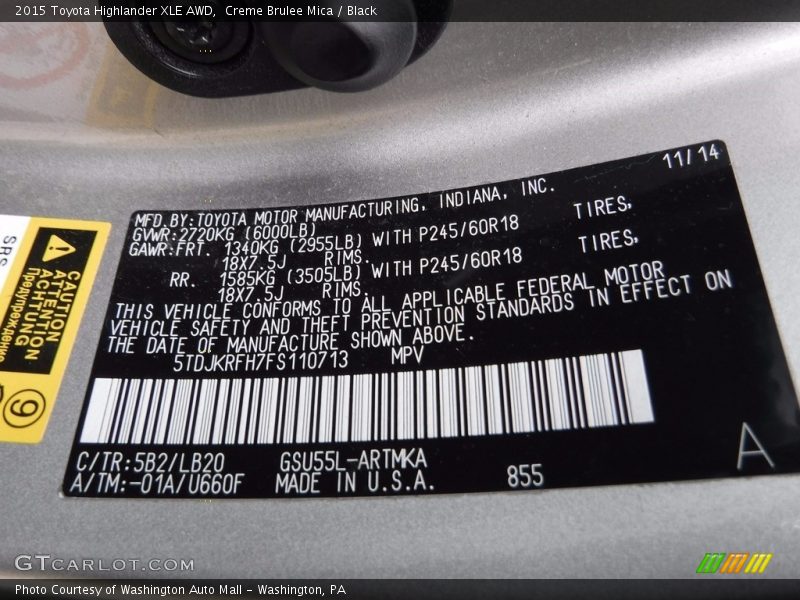 2015 Toyota Highlander XLE AWD,  Creme Brulee Mica / Black
11/14
MFD.BY:TOYOTA MOTOR MANUFACTURING, INDIANA, INC.
GVWR:2720KG (6000LB)
GAWR:FRT. 1340KG (2955LB) WITH P245/60R18 TIRES,
18X7.5J RIMS.
RR. 1585KG (3505LB) WITH P245/60R18 TIRES,
18X7.5J RIMS.
THIS VEHICLE CONFORMS TO ALL APPLICABLE FEDERAL MOTOR
VEHICLE SAFETY AND THEFT PREVENTION STANDARDS IN EFFECT ON
THE DATE OF MANUFACTURE SHOWN ABOVE.
5TDJKRFH7FS110713 MPV
C/TR:5B2/LB20 GSU55L-ARTMKA
A/TM:-01A/U660F MADE IN U.S.A. 855
A
SRS
CAUTION
ATTENTION
ACHTUNG
Предупреждение
9
GTCARLOT.COM
Photo Courtesy of Washington Auto Mall - Washington, PA